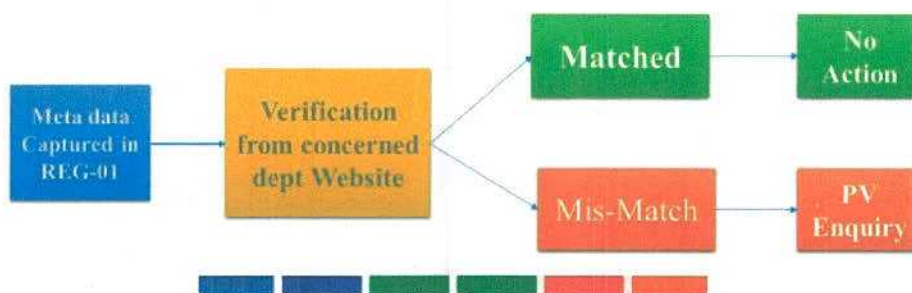 Meta data
Captured in
REG-01
Verification
from concerned
dept Website
Matched
No
Action
Mis-Match
PV
Enquiry